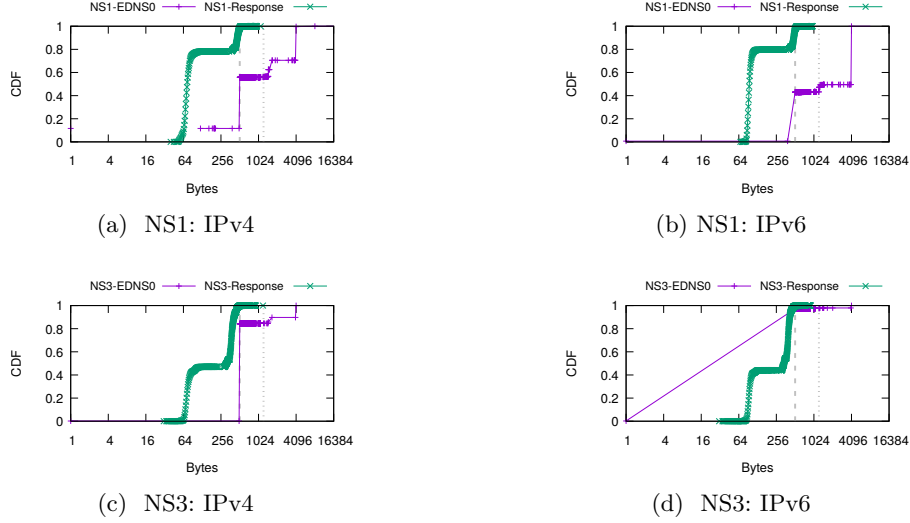 NS1-EDNS0 NS1-Response
1
0.8
0.6
0.4
0.2
0
CDF
1 4 16 64 256 1024 4096 16384
Bytes
(a) NS1: IPv4
NS1-EDNS0 NS1-Response
1
0.8
0.6
0.4
0.2
0
CDF
1 4 16 64 256 1024 4096 16384
Bytes
(b) NS1: IPv6
NS3-EDNS0 NS3-Response
1
0.8
0.6
0.4
0.2
0
CDF
1 4 16 64 256 1024 4096 16384
Bytes
(c) NS3: IPv4
NS3-EDNS0 NS3-Response
1
0.8
0.6
0.4
0.2
0
CDF
1 4 16 64 256 1024 4096 16384
Bytes
(d) NS3: IPv6